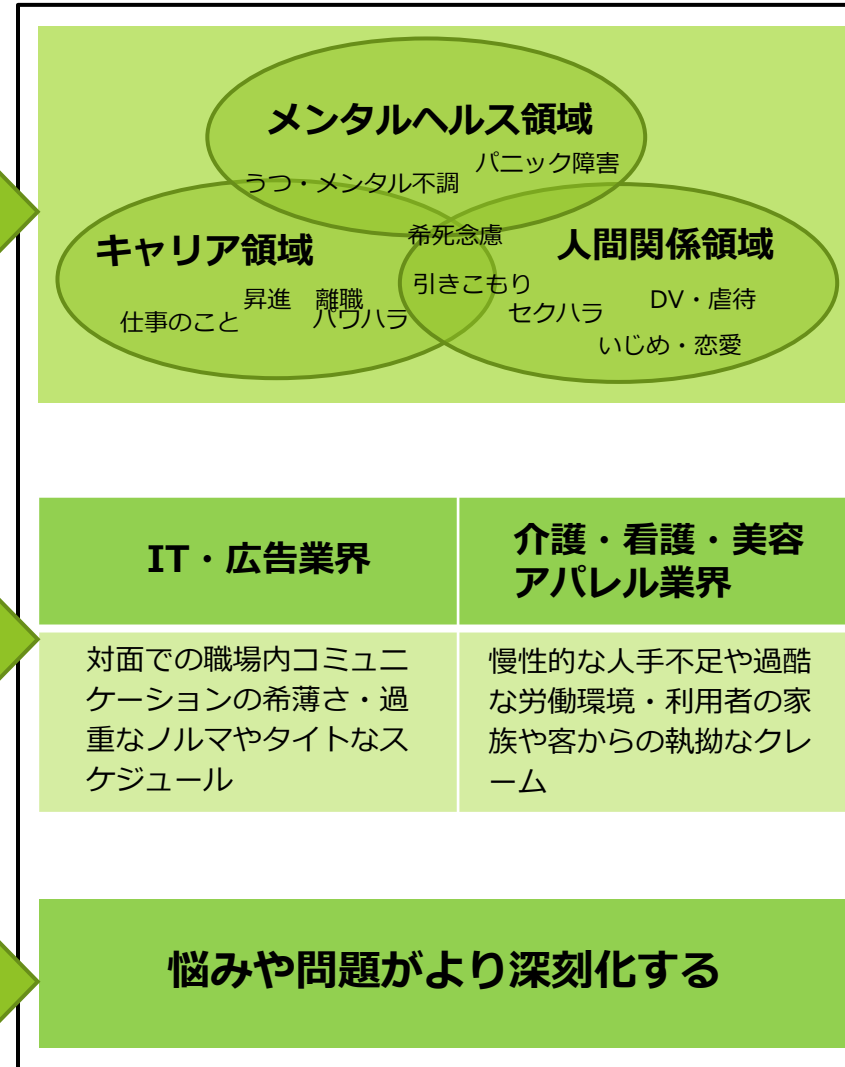 メンタルヘルス領域
パニック障害
うつ・メンタル不調
希死念慮
キャリア領域
人間関係領域
引きこもり
昇進 離職
DV・虐待
仕事のこと
パワハラ
セクハラ
いじめ・恋愛
IT・広告業界
介護・看護・美容
アパレル業界
対面での職場内コミュニ
ケーションの希薄さ・過
重なノルマやタイトなス
ケジュール
慢性的な人手不足や過酷
な労働環境・利用者の家
族や客からの執拗なクレ
ーム
悩みや問題がより深刻化する